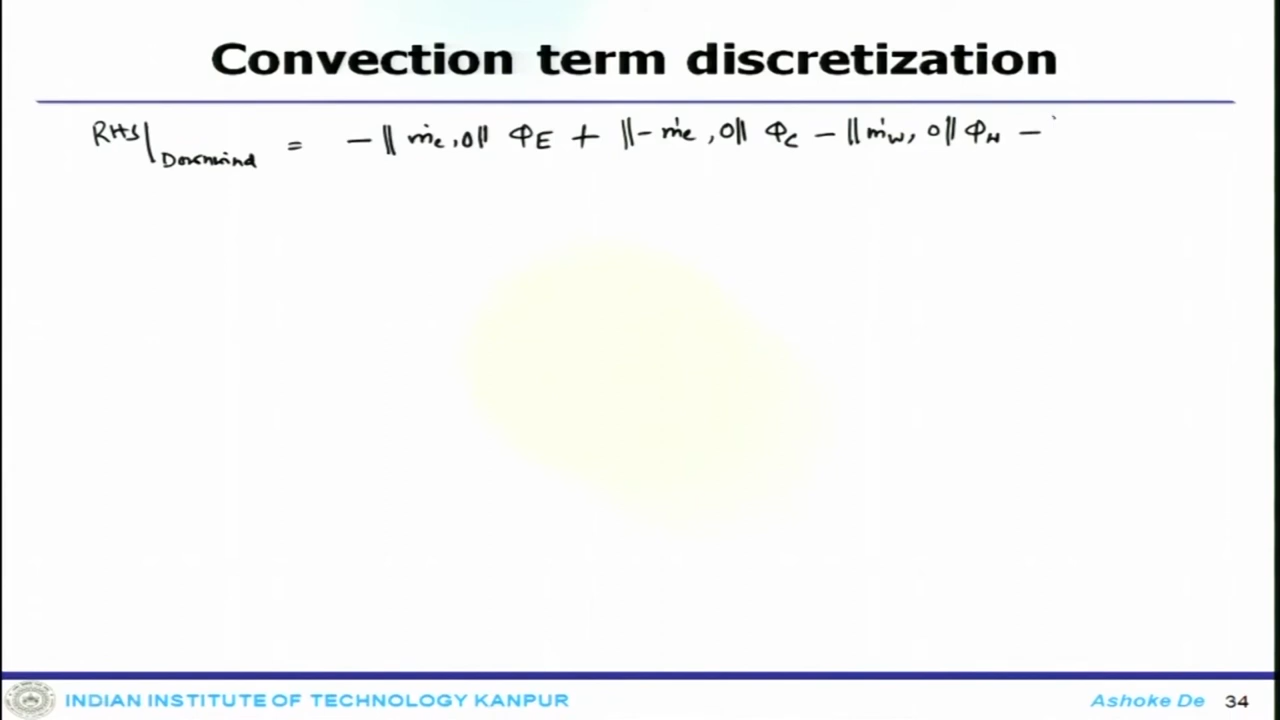 Convection term discretization
RHS|Downwind = - ‖ ṁe, 0‖ ΦE + ‖-ṁe, 0‖ ΦC - ‖ṁw, 0‖ ΦH -
INDIAN INSTITUTE OF TECHNOLOGY KANPUR
Ashoke De 34